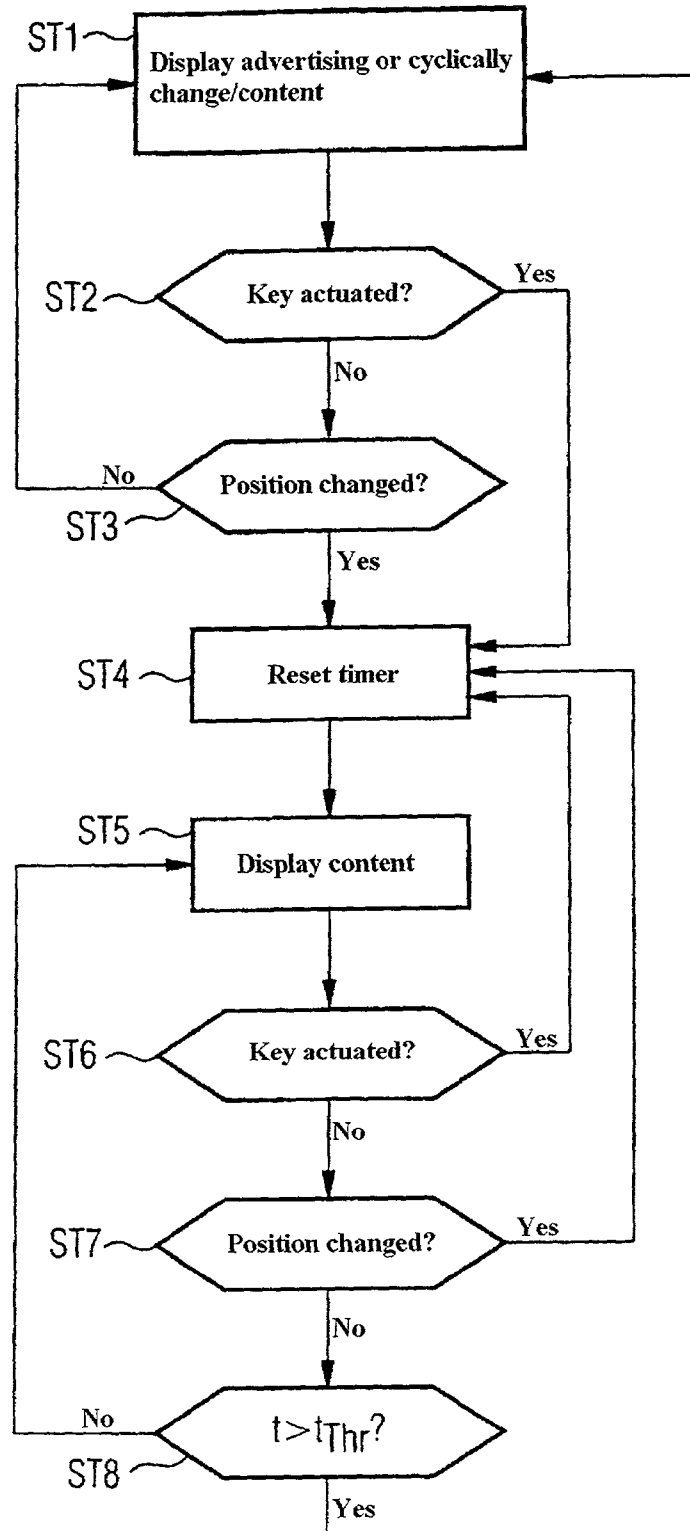 ST1
Display advertising or cyclically
change/content
ST2
Key actuated?
Yes
No
Position changed?
No
ST3
Yes
ST4
Reset timer
ST5
Display content
ST6
Key actuated?
Yes
No
ST7
Position changed?
Yes
No
t>tThr?
No
ST8
Yes